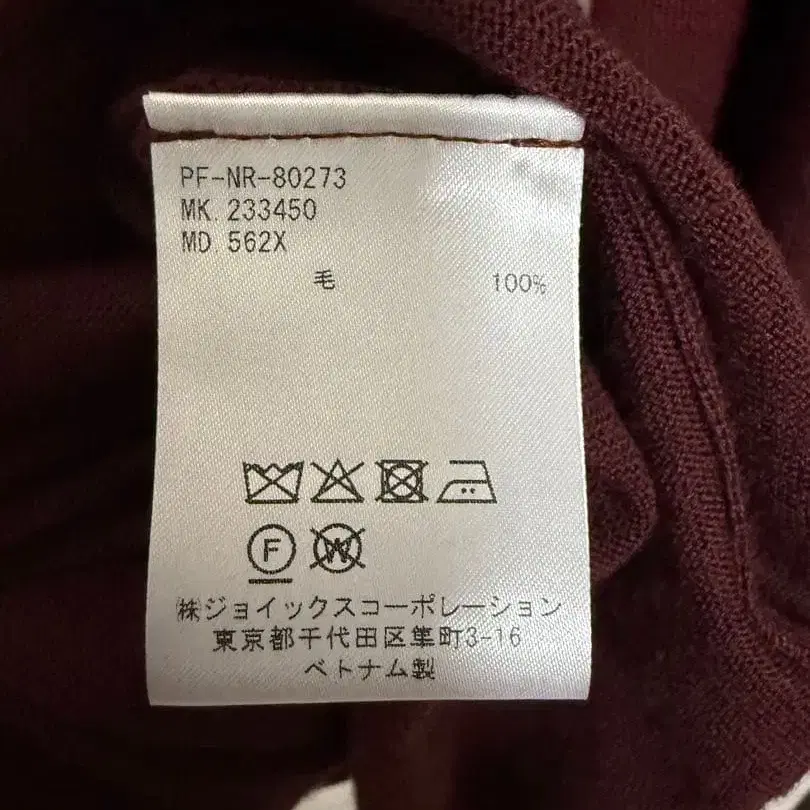 PF-NR-80273
MK. 233450
MD. 562X
毛 100%
F
W
㈱ジョイックスコーポレーション
東京都千代田区隼町3-16
ベトナム製